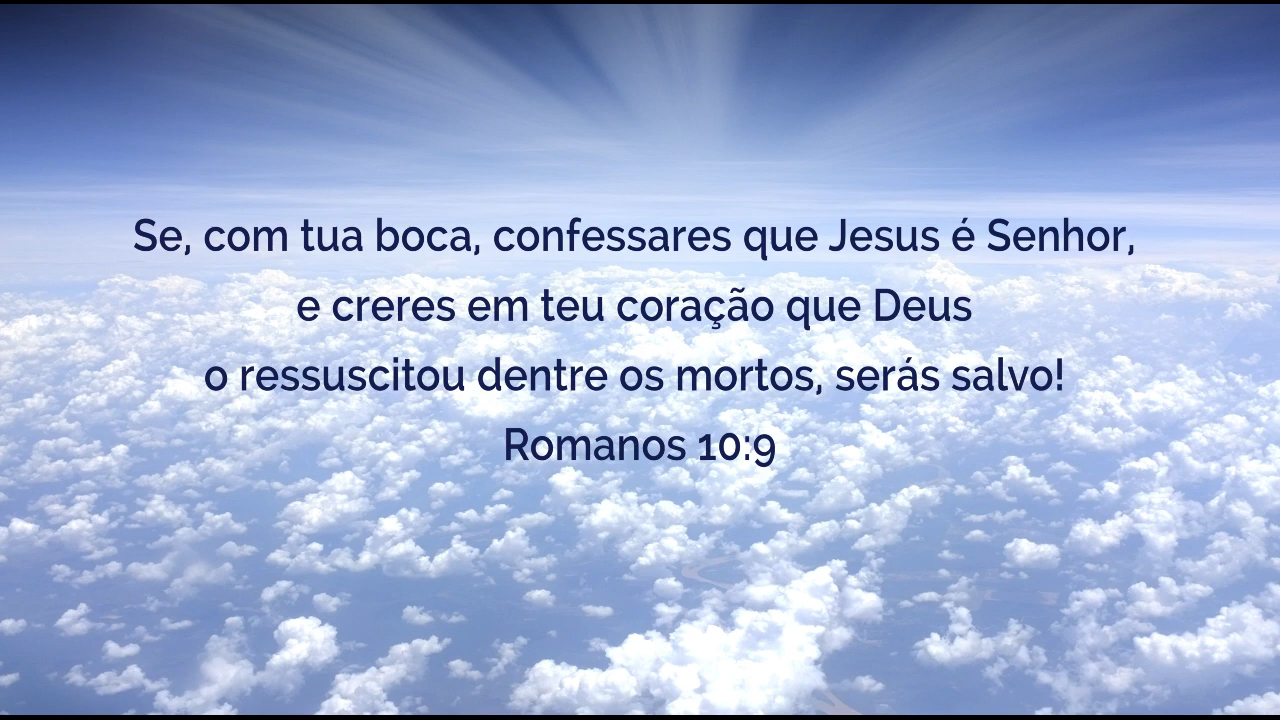 Se, com tua boca, confessares que Jesus é Senhor,
e creres em teu coração que Deus
o ressuscitou dentre os mortos, serás salvo!
Romanos 10:9